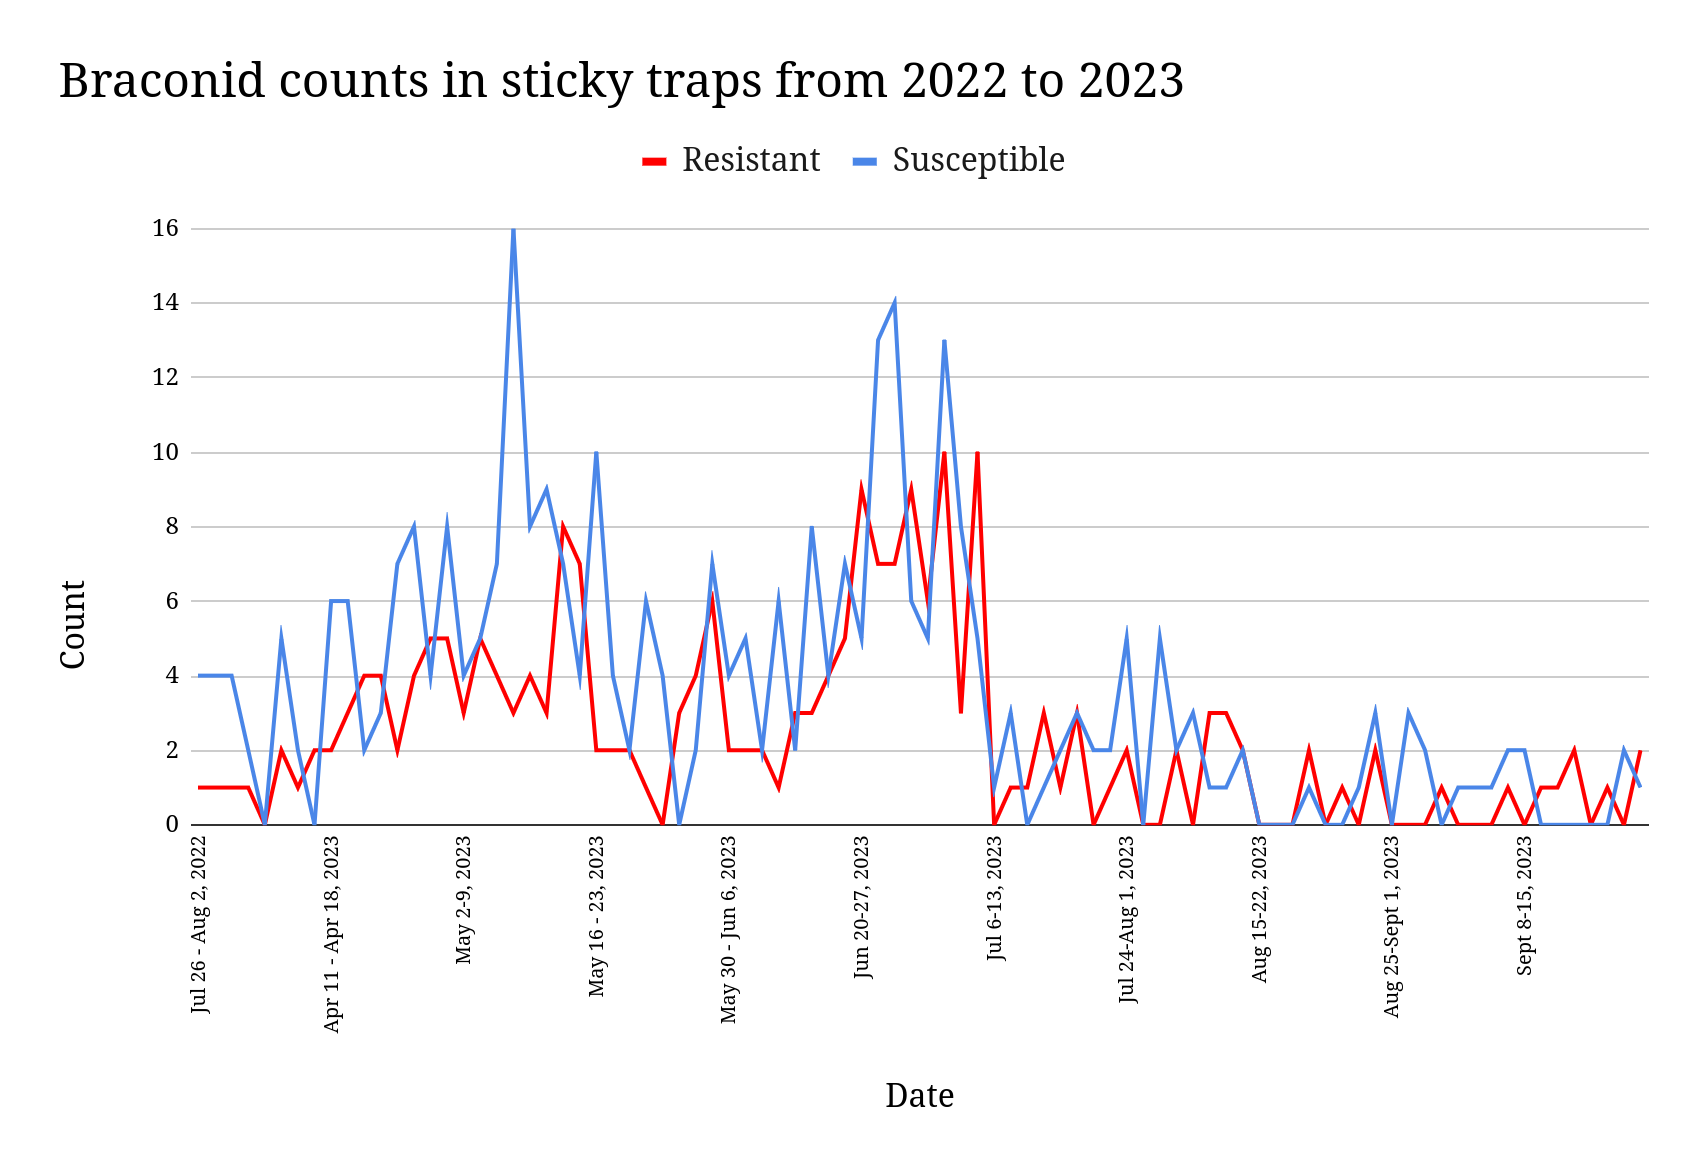 Braconid counts in sticky traps from 2022 to 2023
Resistant
Susceptible
16
14
12
10
8
6
4
2
0
Count
Jul 26 - Aug 2, 2022
Apr 11 - Apr 18, 2023
May 2-9, 2023
May 16 - 23, 2023
May 30 - Jun 6, 2023
Jun 20-27, 2023
Jul 6-13, 2023
Jul 24-Aug 1, 2023
Aug 15-22, 2023
Aug 25-Sept 1, 2023
Sept 8-15, 2023
Date